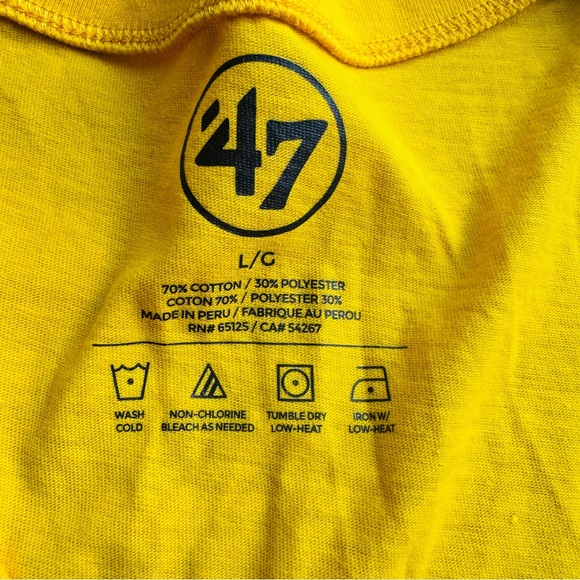 '47
L/G
70% COTTON / 30% POLYESTER
COTON 70% / POLYESTER 30%
MADE IN PERU / FABRIQUE AU PEROU
RN# 65125 / CA# 54267
WASH COLD
NON-CHLORINE BLEACH AS NEEDED
TUMBLE DRY LOW-HEAT
IRON W/ LOW-HEAT